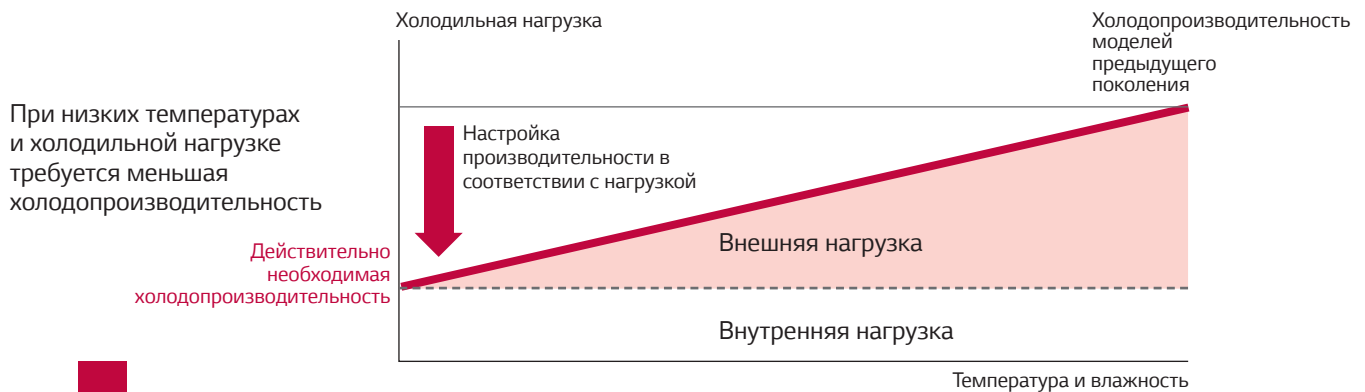 Холодильная нагрузка
Холодопроизводительность
моделей
предыдущего
поколения
При низких температурах
и холодильной нагрузке
требуется меньшая
холодопроизводительность
Настройка
производительности в
соответствии с нагрузкой
Действительно
необходимая
холодопроизводительность
Внешняя нагрузка
Внутренняя нагрузка
Температура и влажность